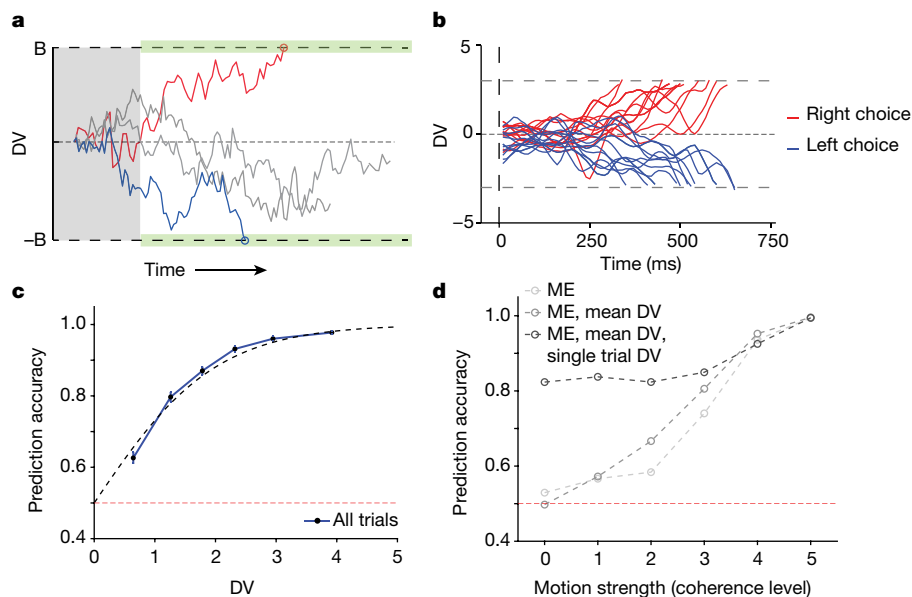 a
B
DV
–B
Time
b
5
DV
0
–5
0
250
500
750
Time (ms)
Right choice
Left choice
c
1.0
0.8
0.6
0.4
Prediction accuracy
0
1
2
3
4
5
DV
All trials
d
ME
ME, mean DV
ME, mean DV,
single trial DV
1.0
0.8
0.6
0.4
Prediction accuracy
0
1
2
3
4
5
Motion strength (coherence level)